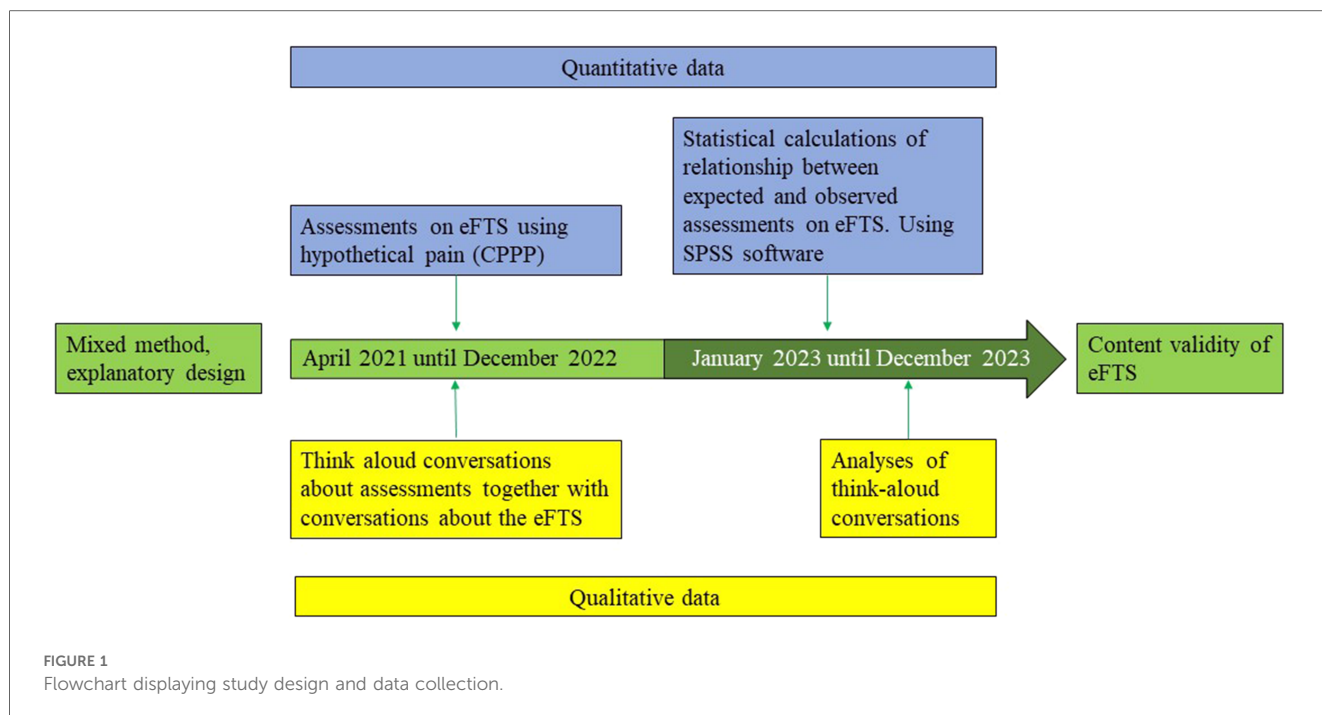 Quantitative data
Statistical calculations of
relationship between
expected and observed
assessments on eFTS. Using
SPSS software
Assessments on eFTS using
hypothetical pain (CPPP)
Mixed method,
explanatory design
April 2021 until December 2022
January 2023 until December 2023
Content validity of
eFTS
Think aloud conversations
about assessments together with
conversations about the eFTS
Analyses of
think-aloud
conversations
Qualitative data
FIGURE 1
Flowchart displaying study design and data collection.